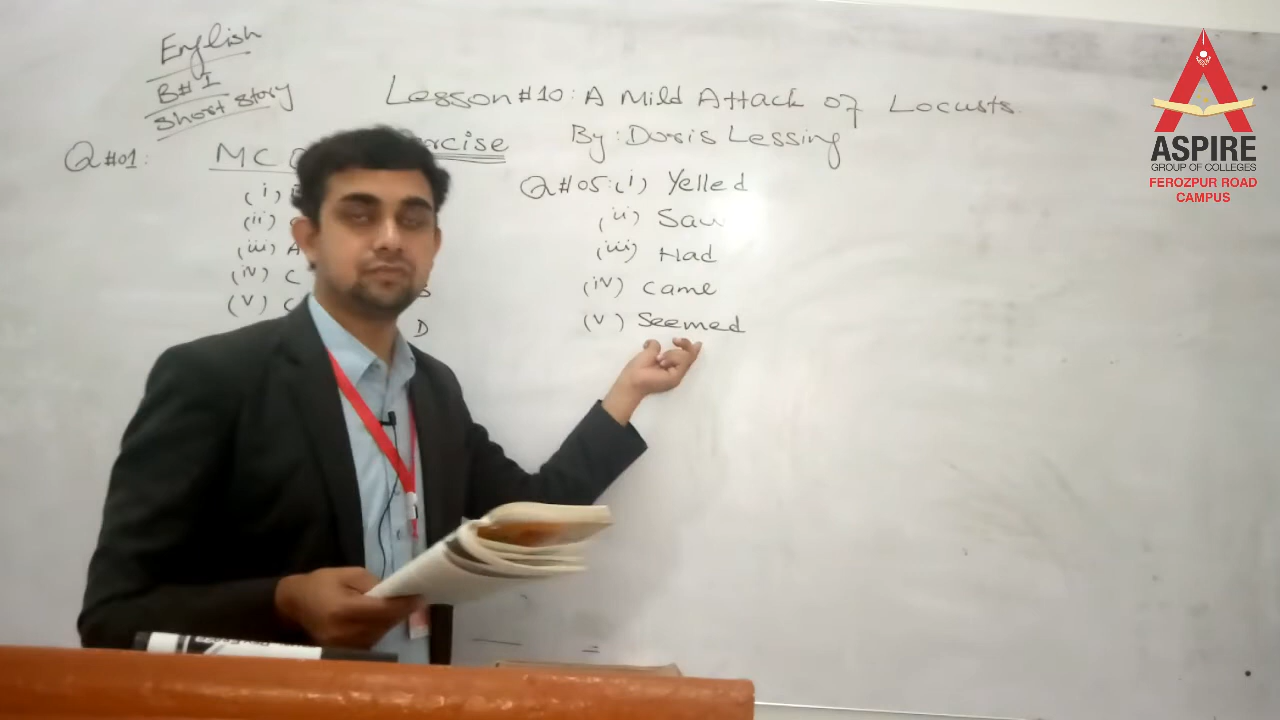 English
B# I
Short story
Lesson #10: A Mild Attack of Locusts
By: Doris Lessing
Q#01:
MC
(i)
(ii)
(iii) A
(iv) C
(v) C
D
Q#05: (i) Yelled
(ii) Saw
(iii) Had
(iv) Came
(v) Seemed
ASPIRE
GROUP OF COLLEGES
FEROZPUR ROAD
CAMPUS